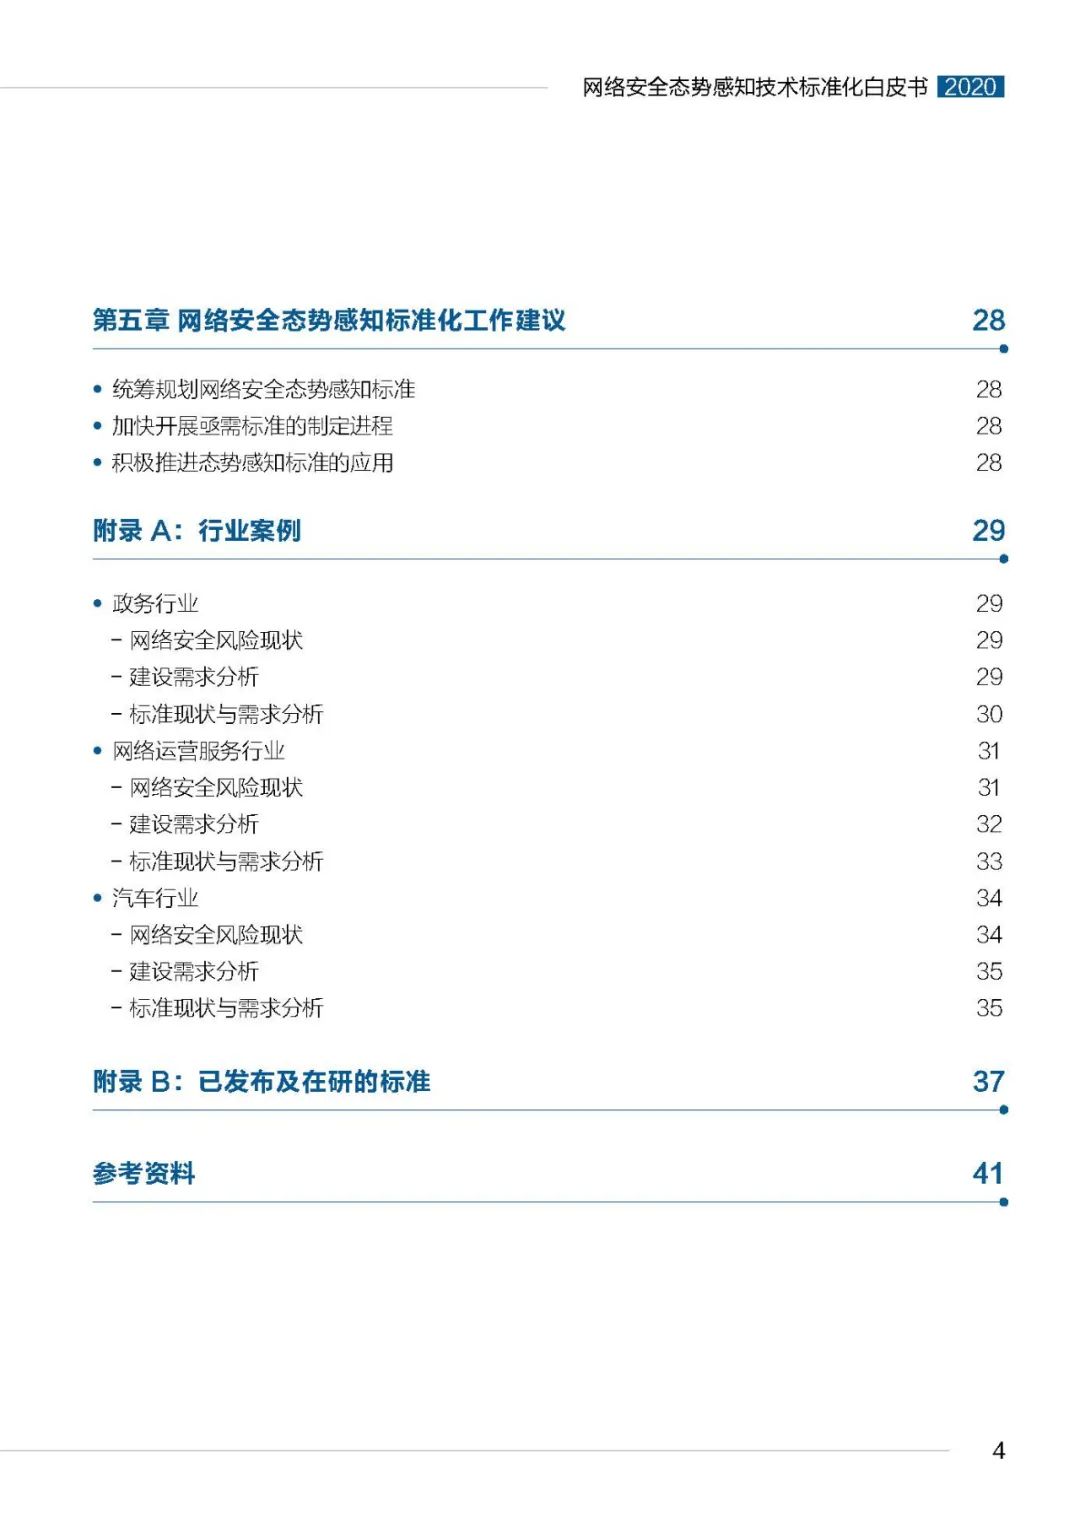 网络安全态势感知技术标准化白皮书 2020
第五章 网络安全态势感知标准化工作建议 28
• 统筹规划网络安全态势感知标准 28
• 加快开展亟需标准的制定进程 28
• 积极推进态势感知标准的应用 28
附录 A：行业案例 29
• 政务行业 29
– 网络安全风险现状 29
– 建设需求分析 29
– 标准现状与需求分析 30
• 网络运营服务行业 31
– 网络安全风险现状 31
– 建设需求分析 32
– 标准现状与需求分析 33
• 汽车行业 34
– 网络安全风险现状 34
– 建设需求分析 35
– 标准现状与需求分析 35
附录 B：已发布及在研的标准 37
参考资料 41
4